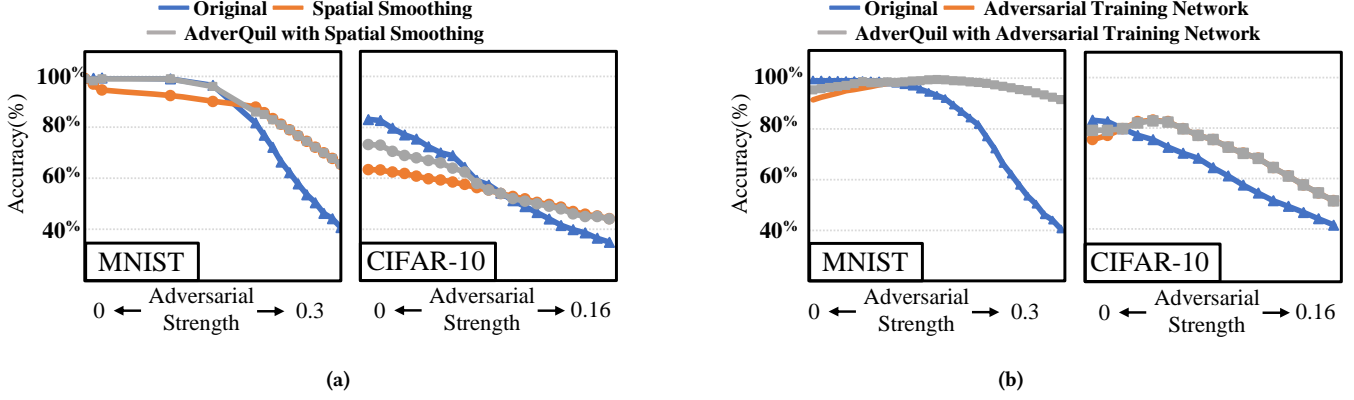 Original Spatial Smoothing
AdverQuil with Spatial Smoothing
Accuracy(%)
100%
80%
60%
40%
MNIST
CIFAR-10
0 Adversarial Strength 0.3
0 Adversarial Strength 0.16
(a)
Original Adversarial Training Network
AdverQuil with Adversarial Training Network
Accuracy(%)
100%
80%
60%
40%
MNIST
CIFAR-10
0 Adversarial Strength 0.3
0 Adversarial Strength 0.16
(b)